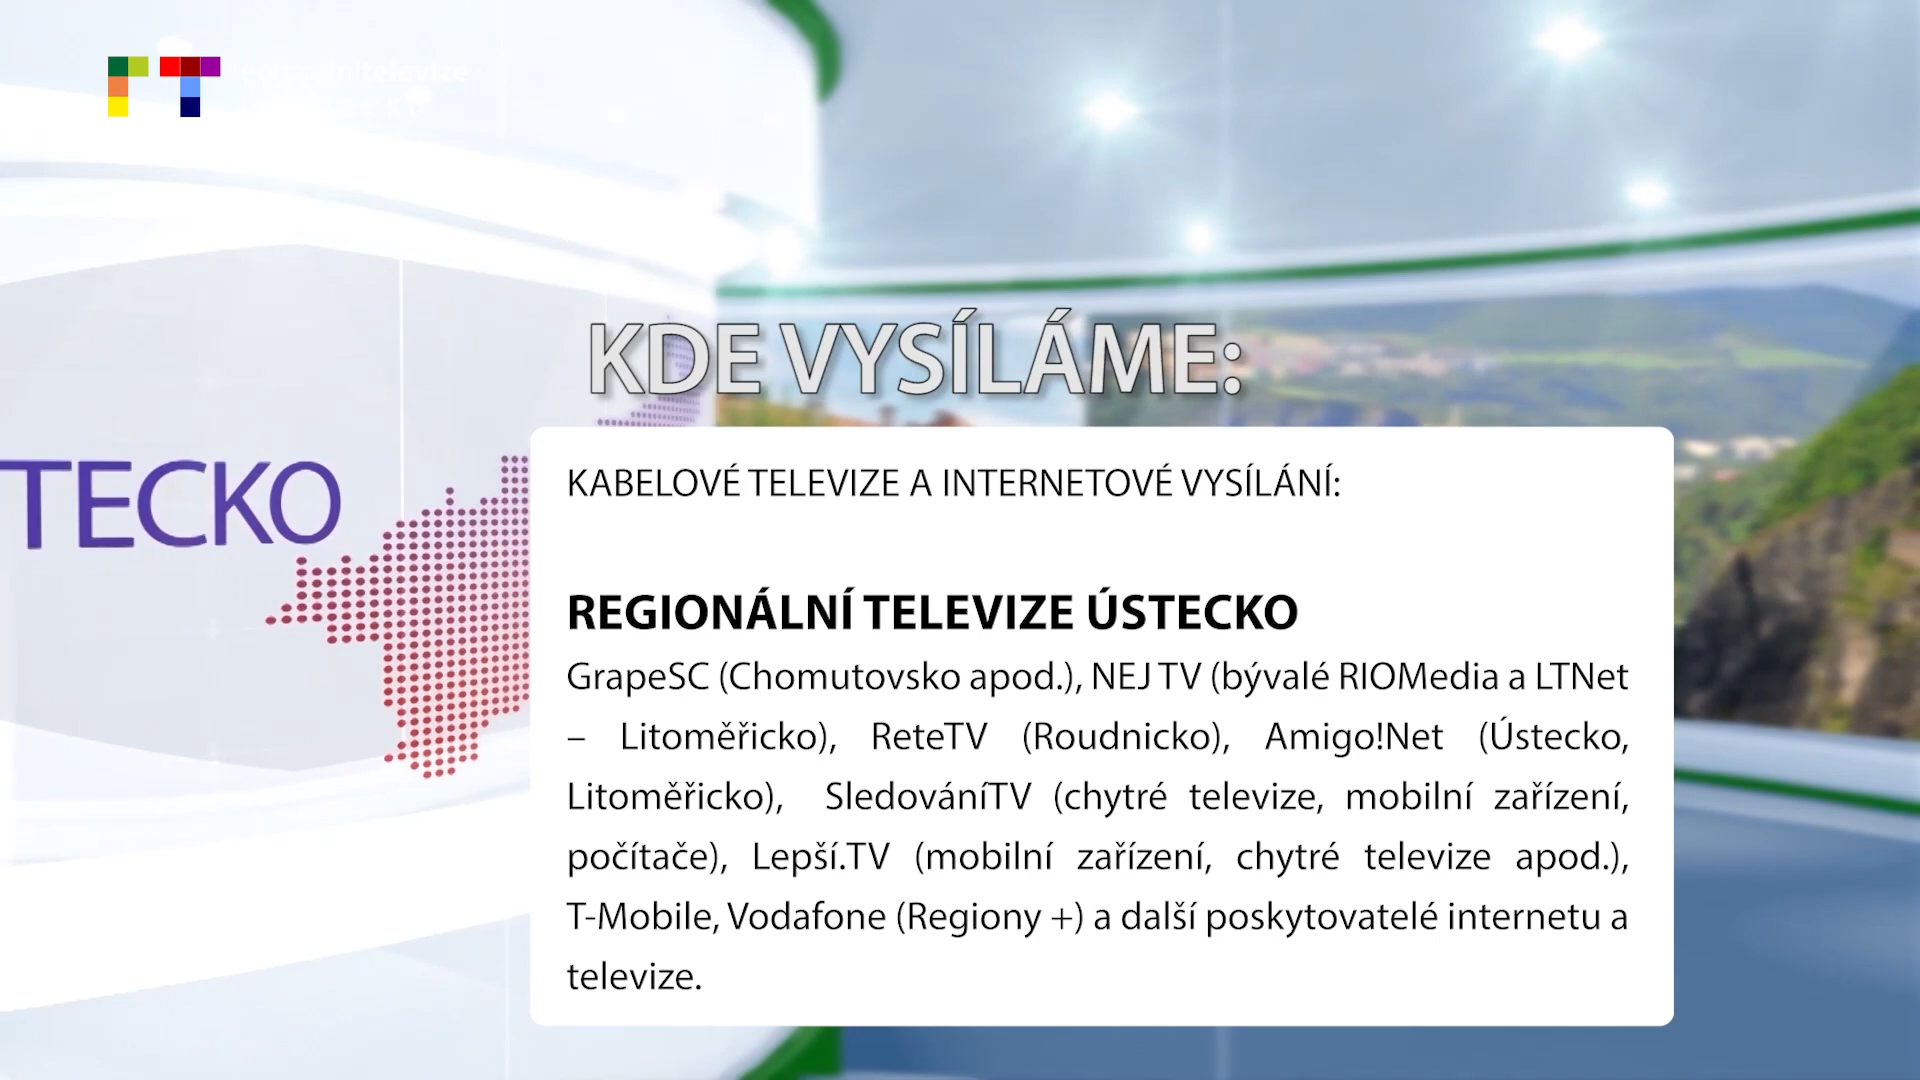 KDE VYSÍLÁME:
TECKO
KABELOVÉ TELEVIZE A INTERNETOVÉ VYSÍLÁNÍ:
REGIONÁLNÍ TELEVIZE ÚSTECKO
GrapeSC (Chomutovsko apod.), NEJ TV (bývalé RIOMedia a LTNet
– Litoměřicko), ReteTV (Roudnicko), Amigo!Net (Ústecko,
Litoměřicko), SledováníTV (chytré televize, mobilní zařízení,
počítače), Lepší.TV (mobilní zařízení, chytré televize apod.),
T-Mobile, Vodafone (Regiony +) a další poskytovatelé internetu a
televize.